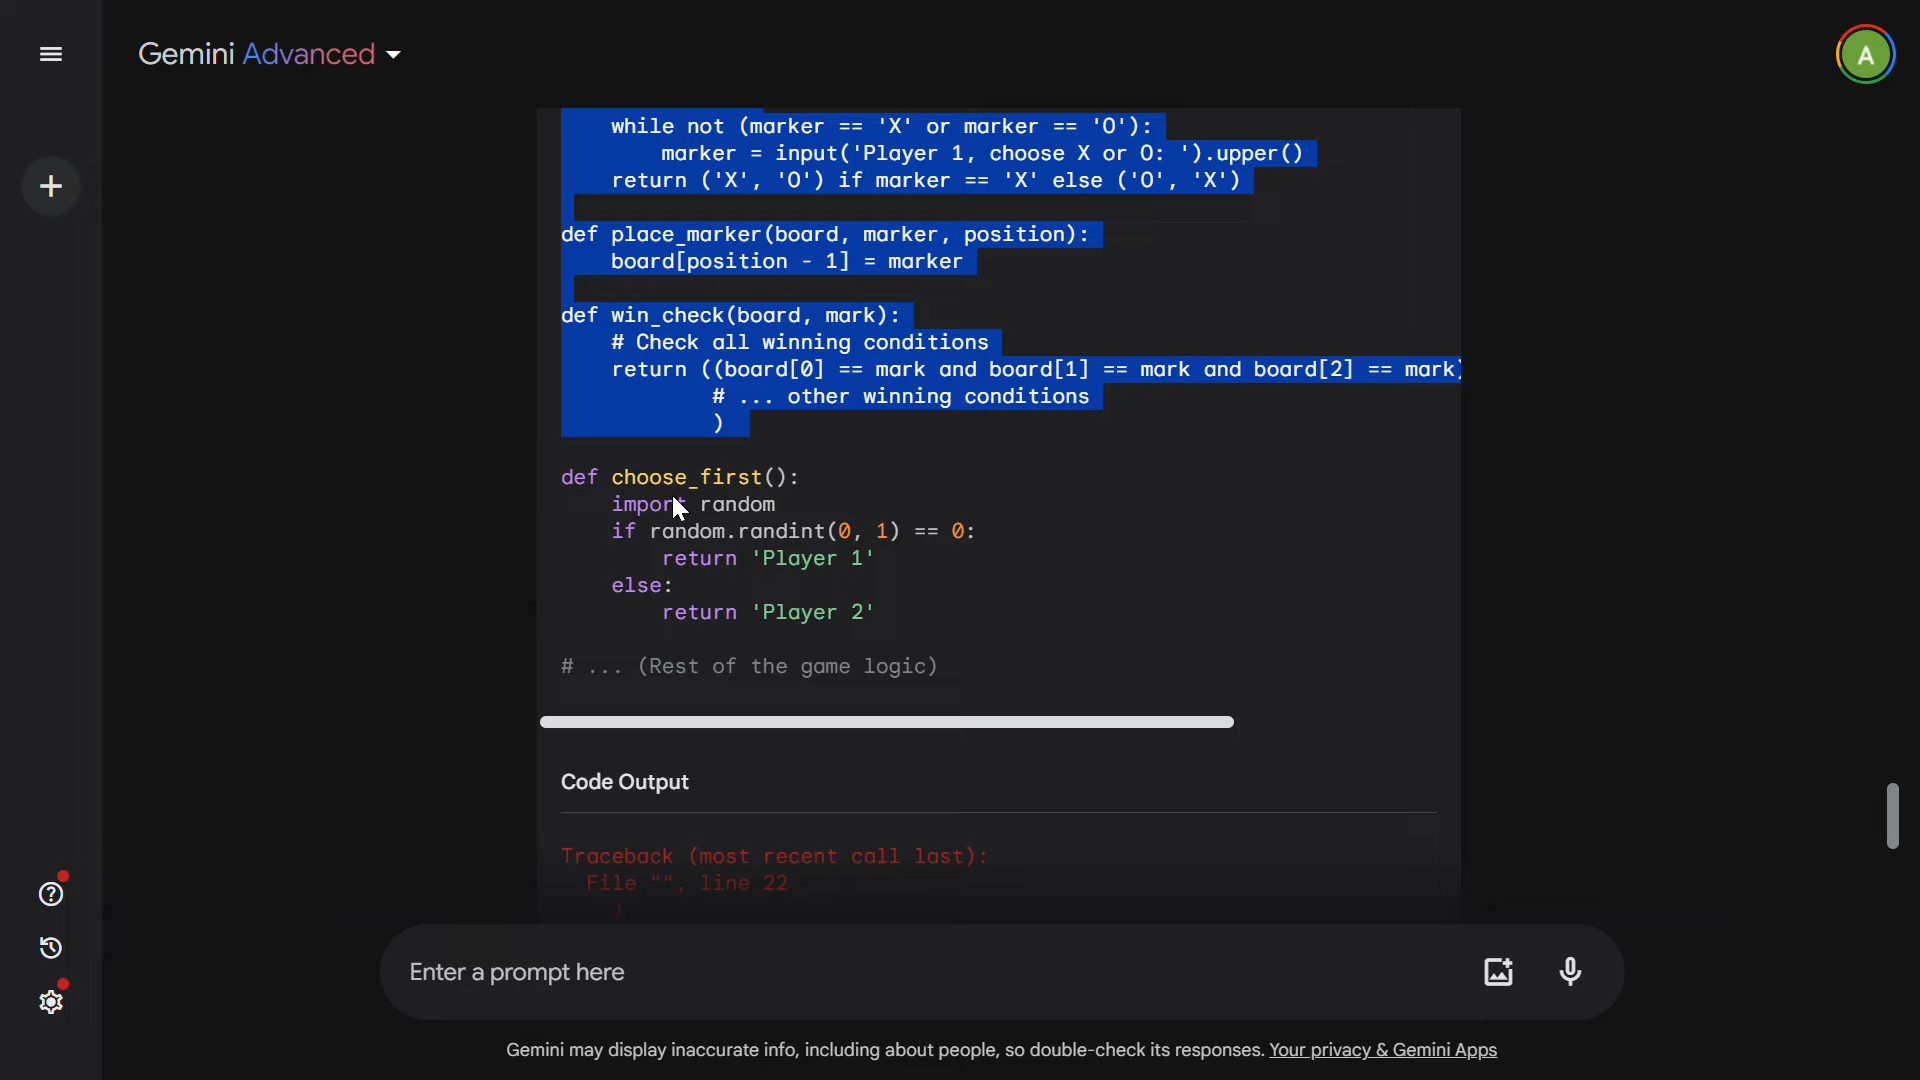 Gemini Advanced
A
while not (marker == 'X' or marker == 'O'):
marker = input('Player 1, choose X or O: ').upper()
return ('X', 'O') if marker == 'X' else ('O', 'X')
def place_marker(board, marker, position):
board[position - 1] = marker
def win_check(board, mark):
# Check all winning conditions
return ((board[0] == mark and board[1] == mark and board[2] == mark)
# ... other winning conditions
)
def choose_first():
import random
if random.randint(0, 1) == 0:
return 'Player 1'
else:
return 'Player 2'
# ... (Rest of the game logic)
Code Output
Traceback (most recent call last):
File "", line 22
)
Enter a prompt here
Gemini may display inaccurate info, including about people, so double-check its responses. Your privacy & Gemini Apps